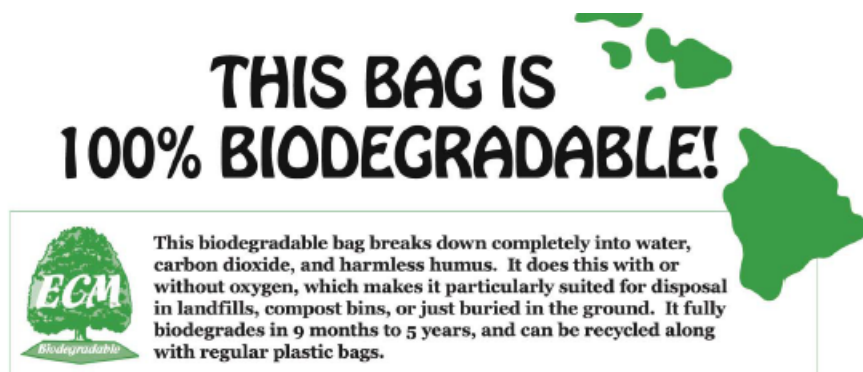 THIS BAG IS
100% BIODEGRADABLE!
This biodegradable bag breaks down completely into water,
carbon dioxide, and harmless humus.  It does this with or
without oxygen, which makes it particularly suited for disposal
in landfills, compost bins, or just buried in the ground.  It fully
biodegrades in 9 months to 5 years, and can be recycled along
with regular plastic bags.
ECM
Biodegradable